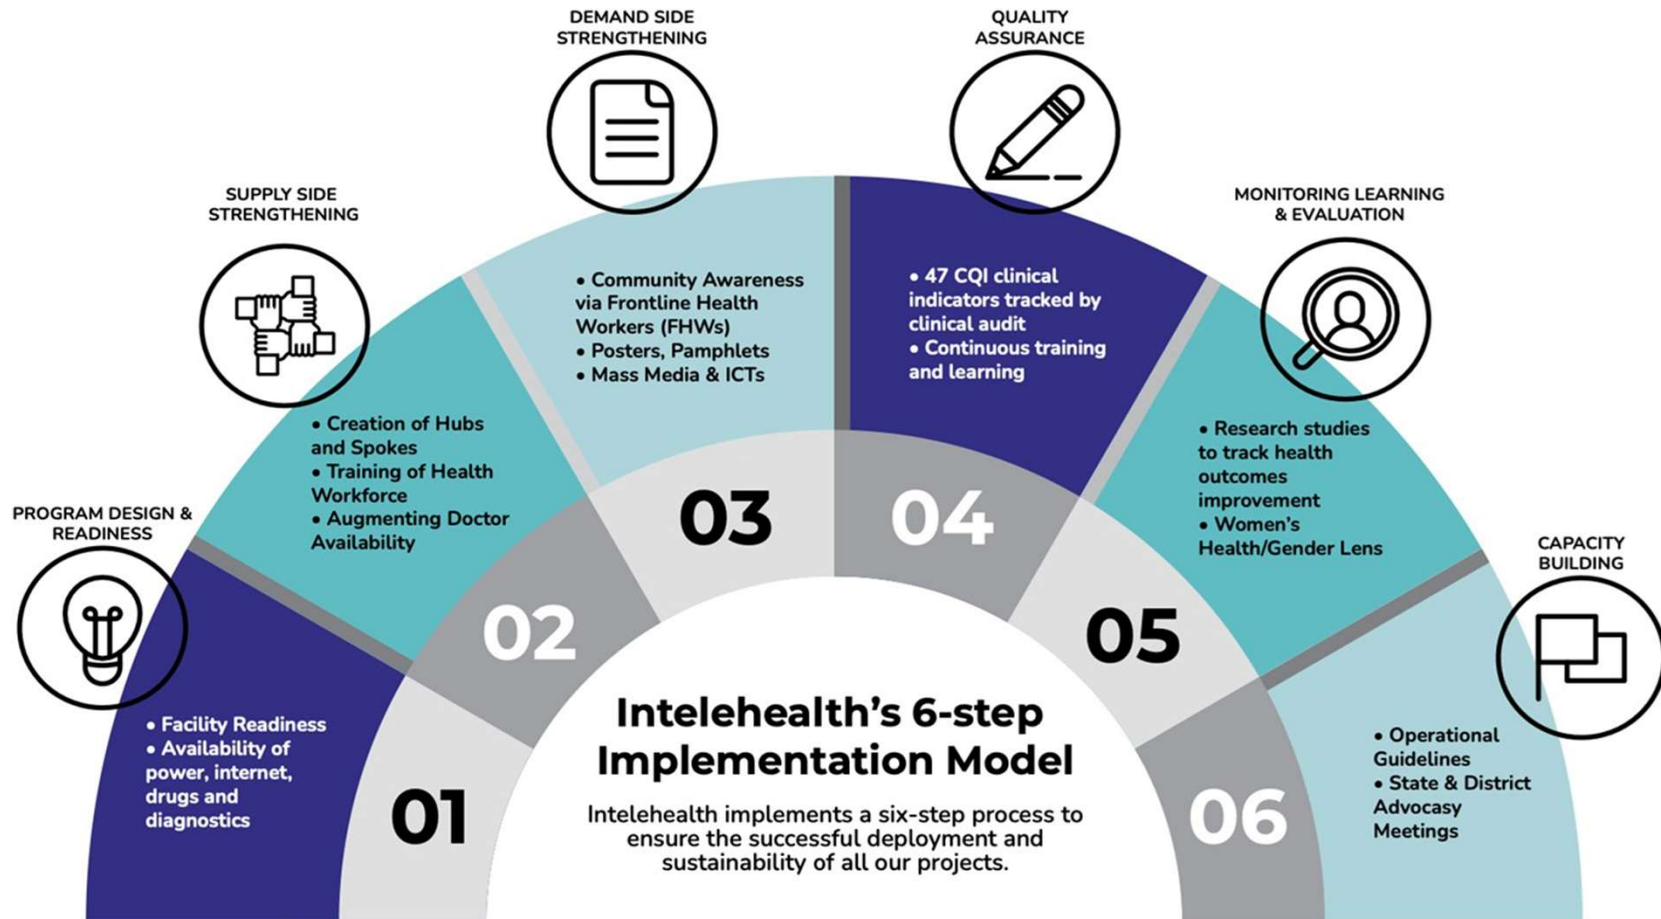 DEMAND SIDE
STRENGTHENING
QUALITY
ASSURANCE
SUPPLY SIDE
STRENGTHENING
MONITORING LEARNING
& EVALUATION
PROGRAM DESIGN &
READINESS
CAPACITY
BUILDING
• Facility Readiness
• Availability of
power, internet,
drugs and
diagnostics
01
• Creation of Hubs
and Spokes
• Training of Health
Workforce
• Augmenting Doctor
Availability
02
• Community Awareness
via Frontline Health
Workers (FHWs)
• Posters, Pamphlets
• Mass Media & ICTs
03
• 47 CQI clinical
indicators tracked by
clinical audit
• Continuous training
and learning
04
• Research studies
to track health
outcomes
improvement
• Women's
Health/Gender Lens
05
• Operational
Guidelines
• State & District
Advocasy
Meetings
06
Intelehealth's 6-step
Implementation Model
Intelehealth implements a six-step process to
ensure the successful deployment and
sustainability of all our projects.